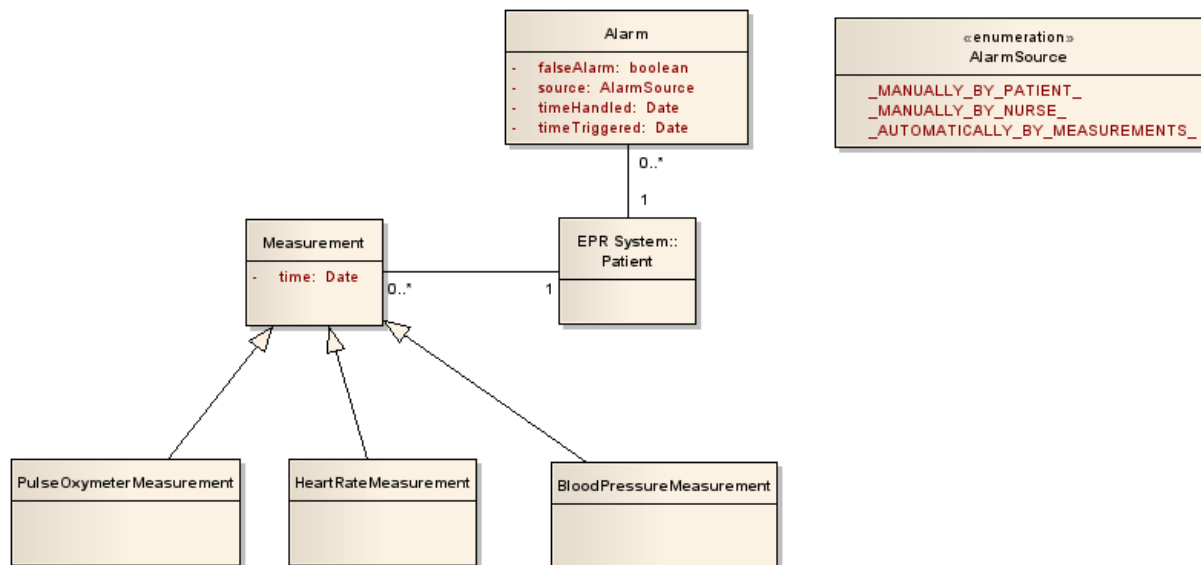 Alarm
- falseAlarm: boolean
- source: AlarmSource
- timeHandled: Date
- timeTriggered: Date
«enumeration»
AlarmSource
_MANUALLY_BY_PATIENT_
_MANUALLY_BY_NURSE_
_AUTOMATICALLY_BY_MEASUREMENTS_
0..*
1
Measurement
- time: Date
0..*
1
EPR System::
Patient
PulseOxymeterMeasurement
HeartRateMeasurement
BloodPressureMeasurement